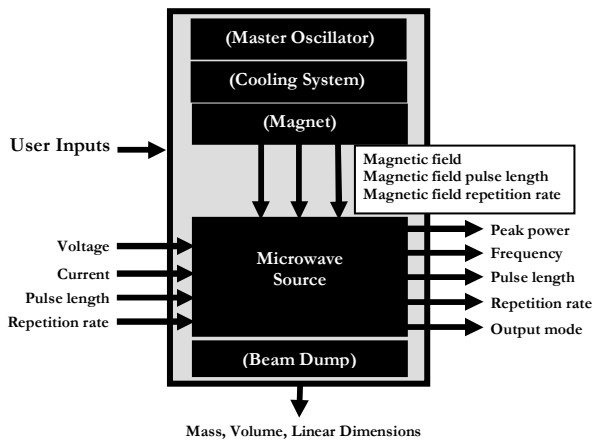 (Master Oscillator)
(Cooling System)
(Magnet)
User Inputs
Magnetic field
Magnetic field pulse length
Magnetic field repetition rate
Voltage
Current
Pulse length
Repetition rate
Microwave
Source
Peak power
Frequency
Pulse length
Repetition rate
Output mode
(Beam Dump)
Mass, Volume, Linear Dimensions